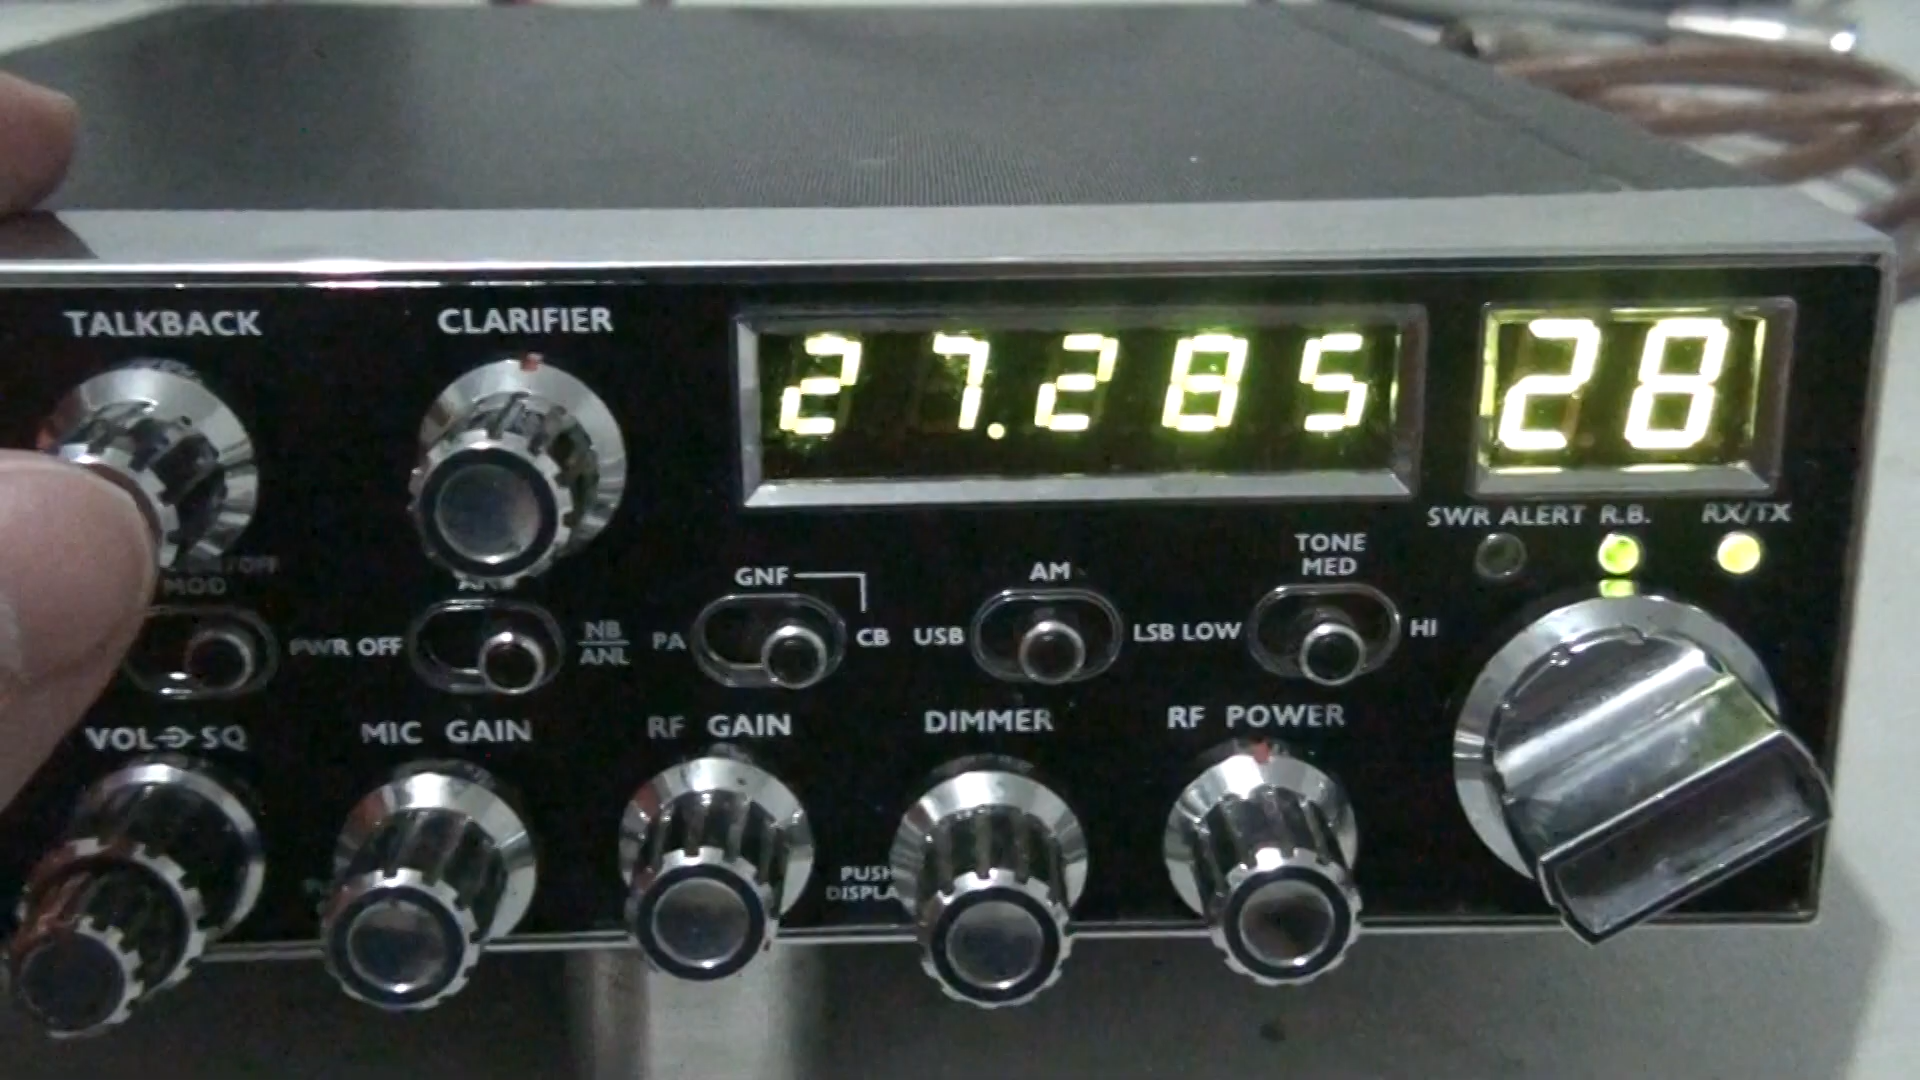 TALKBACK CLARIFIER 27.285 28
SWR ALERT R.B. RX/TX
MOD PWR OFF NB ANL
GNF PA CB
AM USB LSB
TONE MED LOW HI
VOL SQ MIC GAIN RF GAIN DIMMER RF POWER
PUSH